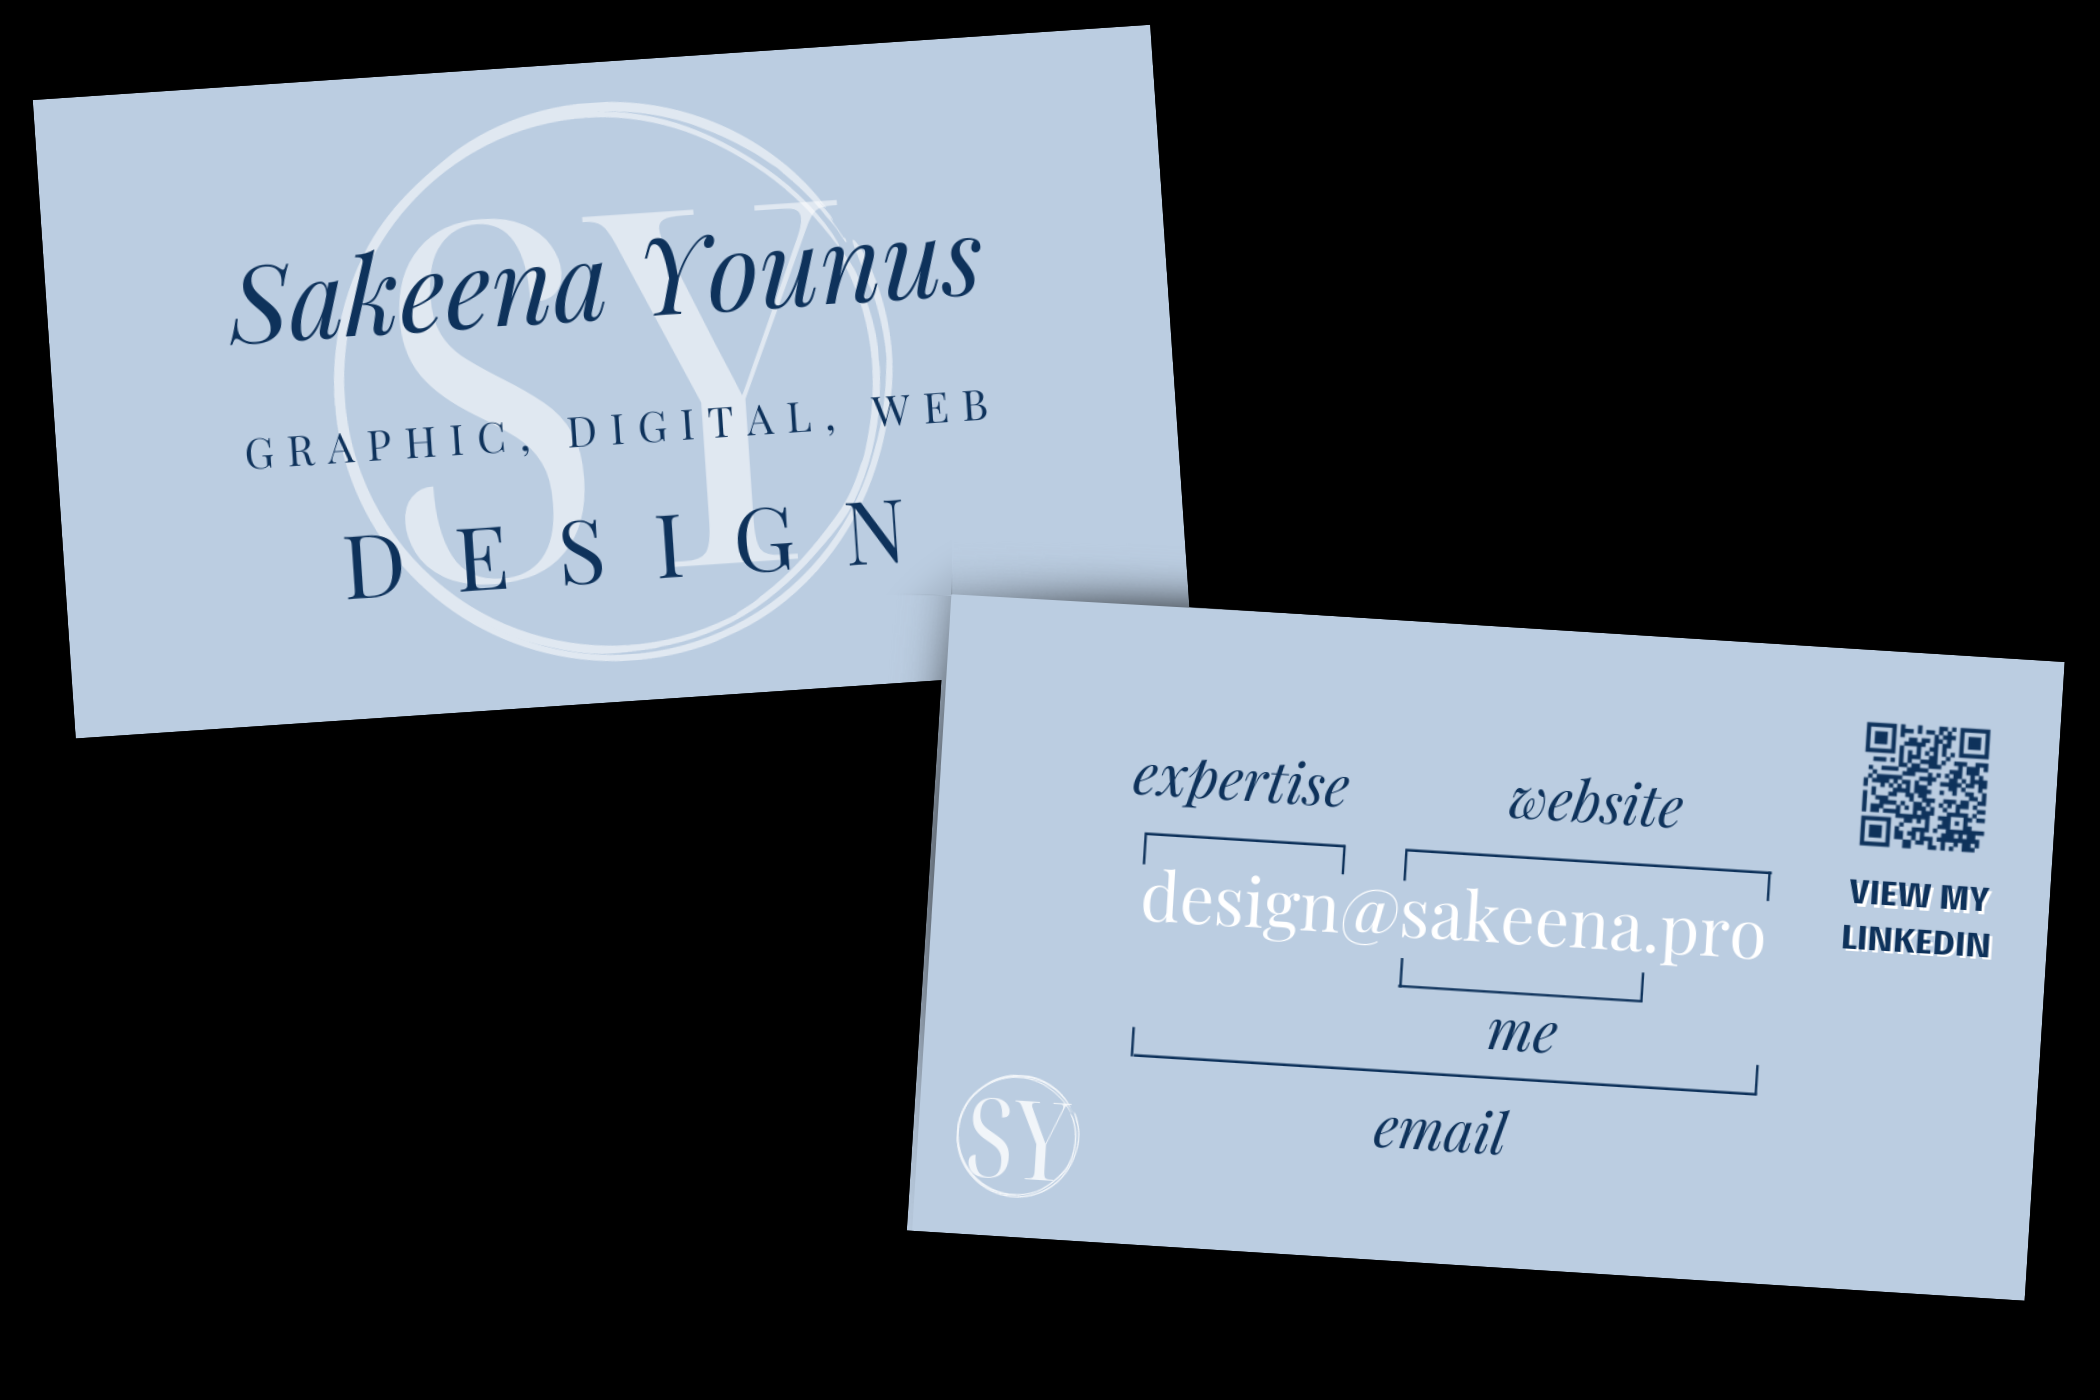 SY
Sakeena Younus
GRAPHIC, DIGITAL, WEB
DESIGN
expertise
website
design@sakeena.pro
me
email
VIEW MY
LINKEDIN
SY